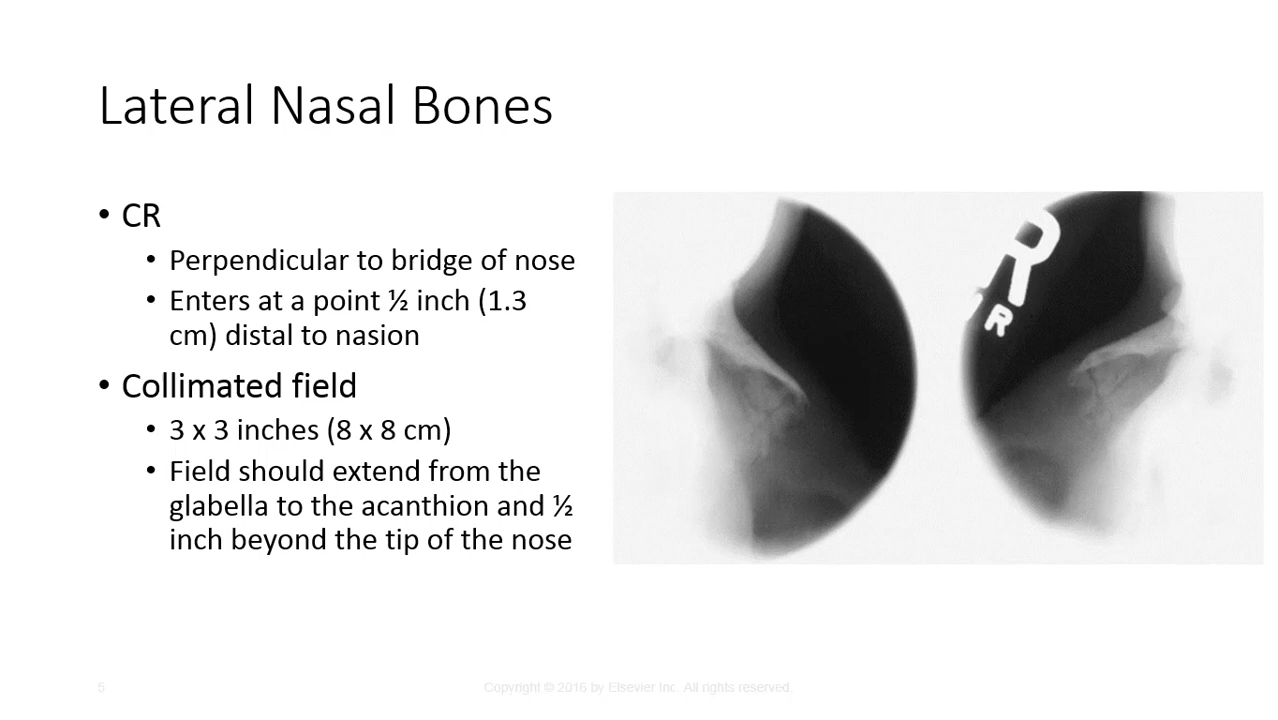 Lateral Nasal Bones
• CR
• Perpendicular to bridge of nose
• Enters at a point ½ inch (1.3
cm) distal to nasion
• Collimated field
• 3 x 3 inches (8 x 8 cm)
• Field should extend from the
glabella to the acanthion and ½
inch beyond the tip of the nose
R
R
5
Copyright © 2016 by Elsevier Inc. All rights reserved.